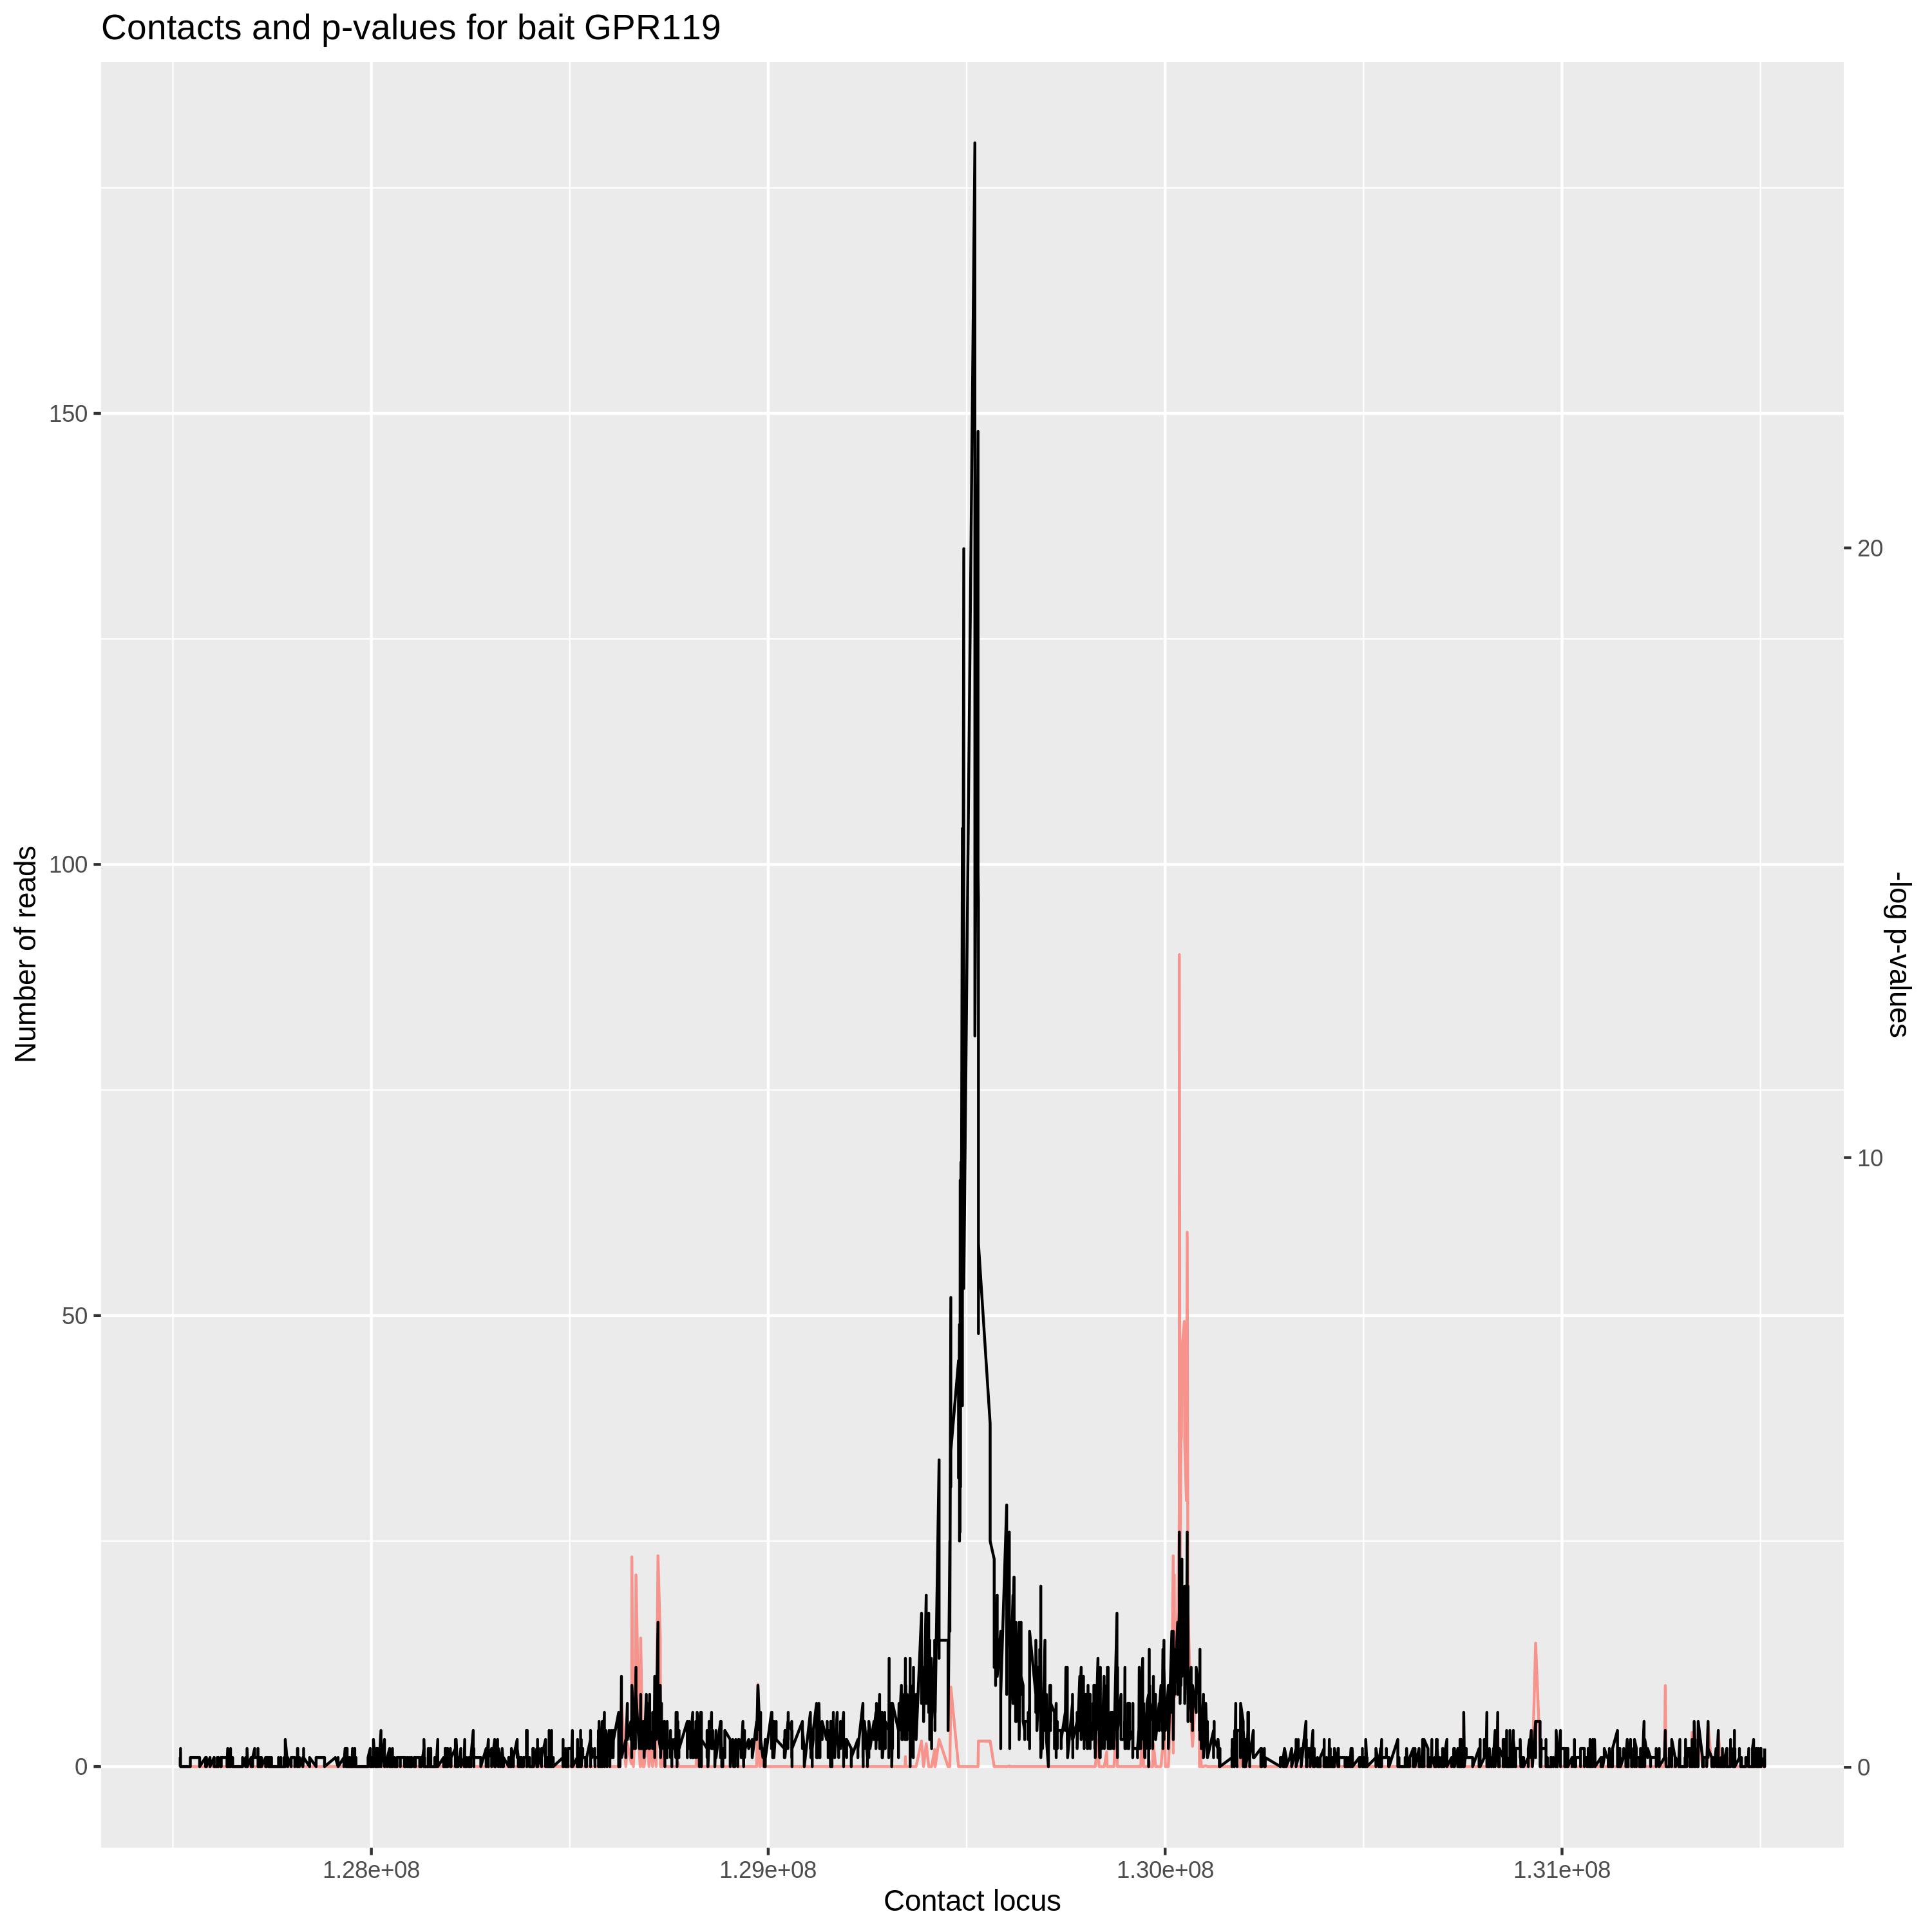 Contacts and p-values for bait GPR119
Number of reads
150
100
50
0
20
10
0
-log p-values
1.28e+08
1.29e+08
1.30e+08
1.31e+08
Contact locus